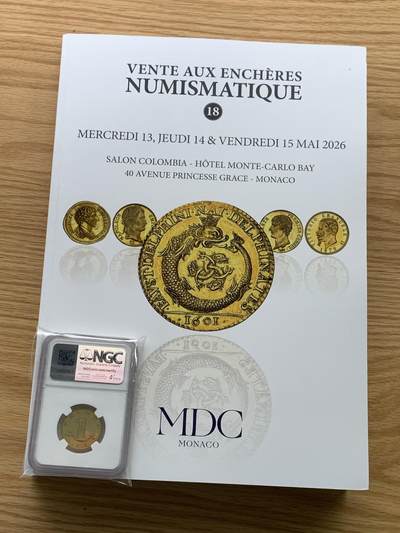 VENTE AUX ENCHÈRES
NUMISMATIQUE
18
MERCREDI 13, JEUDI 14 & VENDREDI 15 MAI 2026
SALON COLOMBIA - HÔTEL MONTE-CARLO BAY
40 AVENUE PRINCESSE GRACE - MONACO
1601
NGC
MDC
MONACO